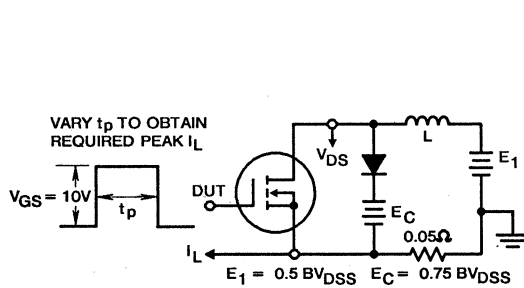 VARY tp TO OBTAIN
REQUIRED PEAK IL
VGS = 10V
tp
DUT
VDS
L
E1
EC
0.05Ω
IL
E1 = 0.5 BVDSS EC = 0.75 BVDSS